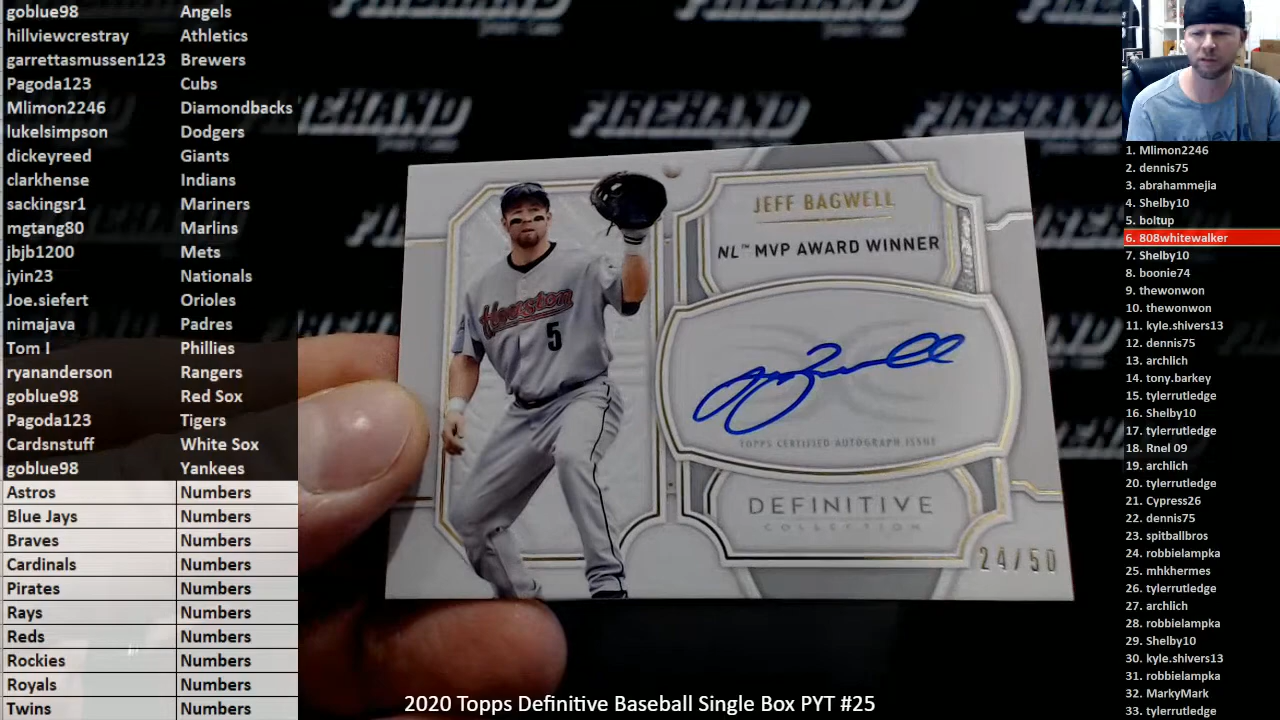 goblue98 Angels
hillviewcrestray Athletics
garrettasmussen123 Brewers
Pagoda123 Cubs
Mlimon2246 Diamondbacks
lukelsimpson Dodgers
dickeyreed Giants
clarkhense Indians
sackingsr1 Mariners
mgtang80 Marlins
jbjb1200 Mets
jyin23 Nationals
Joe.siefert Orioles
nimajava Padres
Tom I Phillies
ryananderson Rangers
goblue98 Red Sox
Pagoda123 Tigers
Cardsnstuff White Sox
goblue98 Yankees
Astros Numbers
Blue Jays Numbers
Braves Numbers
Cardinals Numbers
Pirates Numbers
Rays Numbers
Reds Numbers
Rockies Numbers
Royals Numbers
Twins Numbers
FIREHAND
FIREHAND
JEFF BAGWELL
NL™ MVP AWARD WINNER
Houston
5
TOPPS CERTIFIED AUTOGRAPH ISSUE
DEFINITIVE
COLLECTION
24/50
2020 Topps Definitive Baseball Single Box PYT #25
1. Mlimon2246
2. dennis75
3. abrahammejia
4. Shelby10
5. boltup
6. 808whitewalker
7. Shelby10
8. boonie74
9. thewonwon
10. thewonwon
11. kyle.shivers13
12. dennis75
13. archlich
14. tony.barkey
15. tylerrutledge
16. Shelby10
17. tylerrutledge
18. Rnel 09
19. archlich
20. tylerrutledge
21. Cypress26
22. dennis75
23. spitballbros
24. robbielampka
25. mhkhermes
26. tylerrutledge
27. archlich
28. robbielampka
29. Shelby10
30. kyle.shivers13
31. robbielampka
32. MarkyMark
33. tylerrutledge